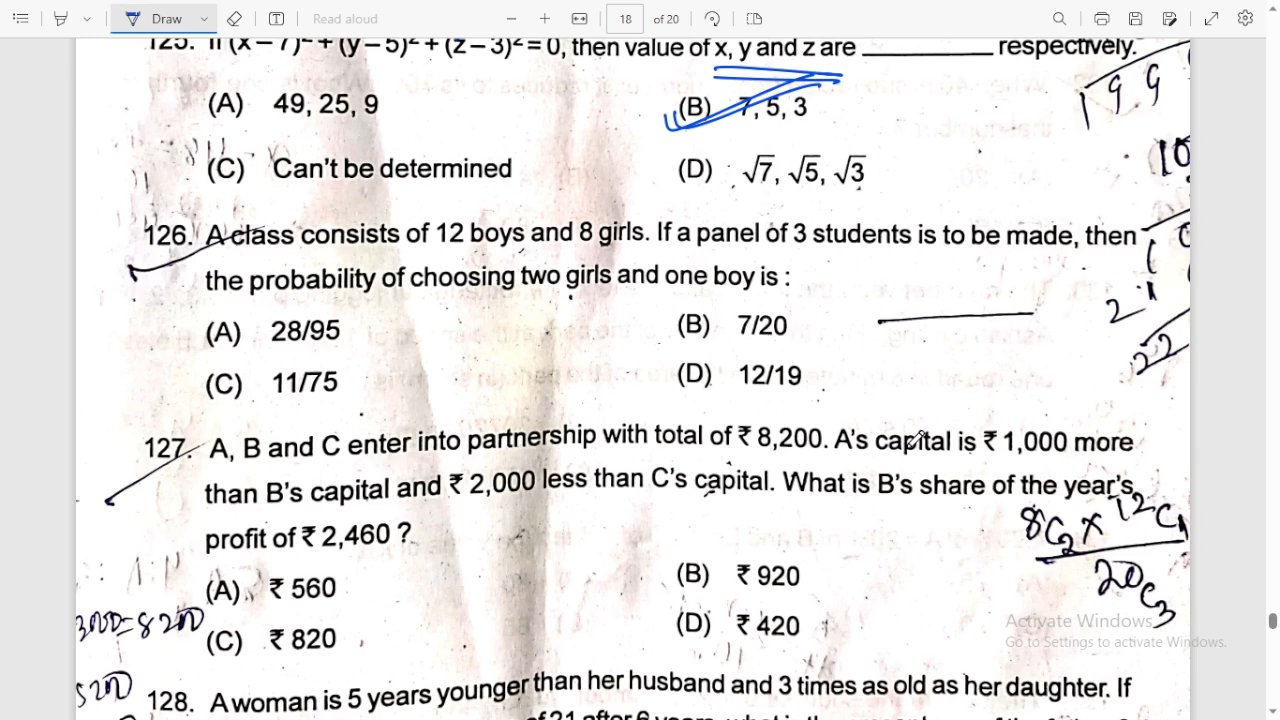 Draw
Read aloud
18 of 20
125. If (x – 7)² + (y – 5)² + (z – 3)² = 0, then value of x, y and z are __________ respectively.
(A) 49, 25, 9
(B) 7, 5, 3
(C) Can't be determined
(D) √7, √5, √3
126. A class consists of 12 boys and 8 girls. If a panel of 3 students is to be made, then
the probability of choosing two girls and one boy is :
(A) 28/95
(B) 7/20
(C) 11/75
(D) 12/19
127. A, B and C enter into partnership with total of ₹ 8,200. A's capital is ₹ 1,000 more
than B's capital and ₹ 2,000 less than C's capital. What is B's share of the year's
profit of ₹ 2,460 ?
8C2 x 12C1
20C3
(A) ₹ 560
(B) ₹ 920
(C) ₹ 820
(D) ₹ 420
Activate Windows
Go to Settings to activate Windows.
128. A woman is 5 years younger than her husband and 3 times as old as her daughter. If